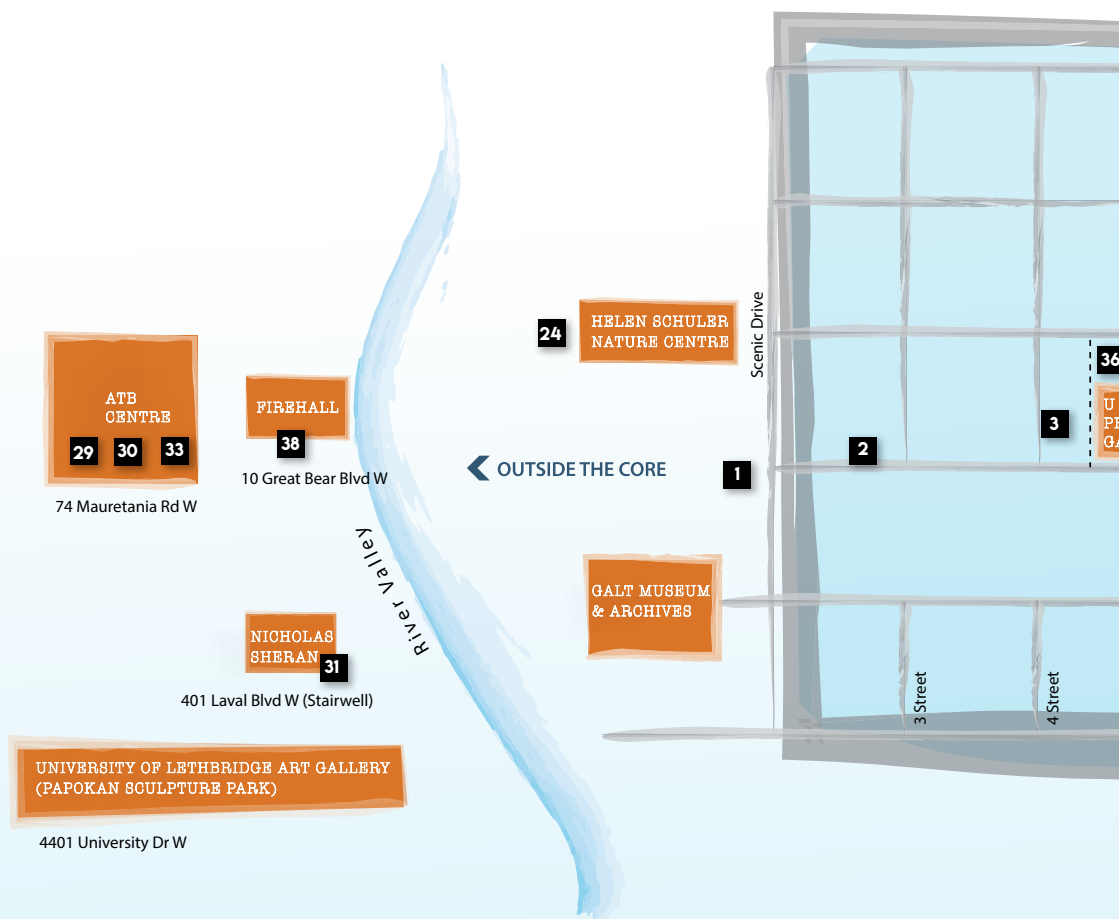 HELEN SCHULER
NATURE CENTRE
24
Scenic Drive
36
ATB
CENTRE
29
30
33
74 Mauretania Rd W
FIREHALL
38
10 Great Bear Blvd W
OUTSIDE THE CORE
1
2
3
U
River Valley
GALT MUSEUM
& ARCHIVES
NICHOLAS
SHERAN
31
401 Laval Blvd W (Stairwell)
3 Street
4 Street
UNIVERSITY OF LETHBRIDGE ART GALLERY
(PAPOKAN SCULPTURE PARK)
4401 University Dr W